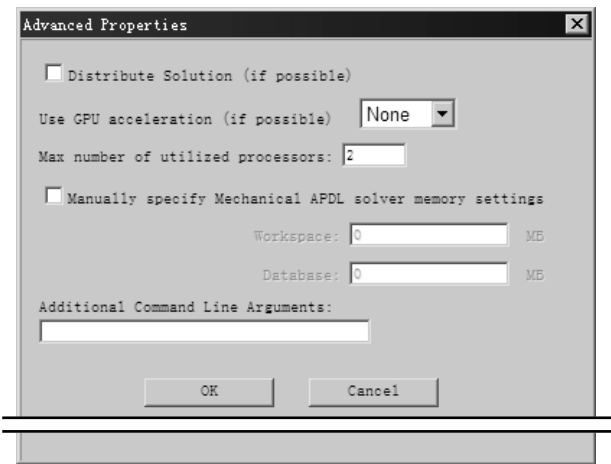 Advanced Properties
Distribute Solution (if possible)
Use GPU acceleration (if possible) None
Max number of utilized processors: 2
Manually specify Mechanical APDL solver memory settings
Workspace: 0 MB
Database: 0 MB
Additional Command Line Arguments:
OK Cancel